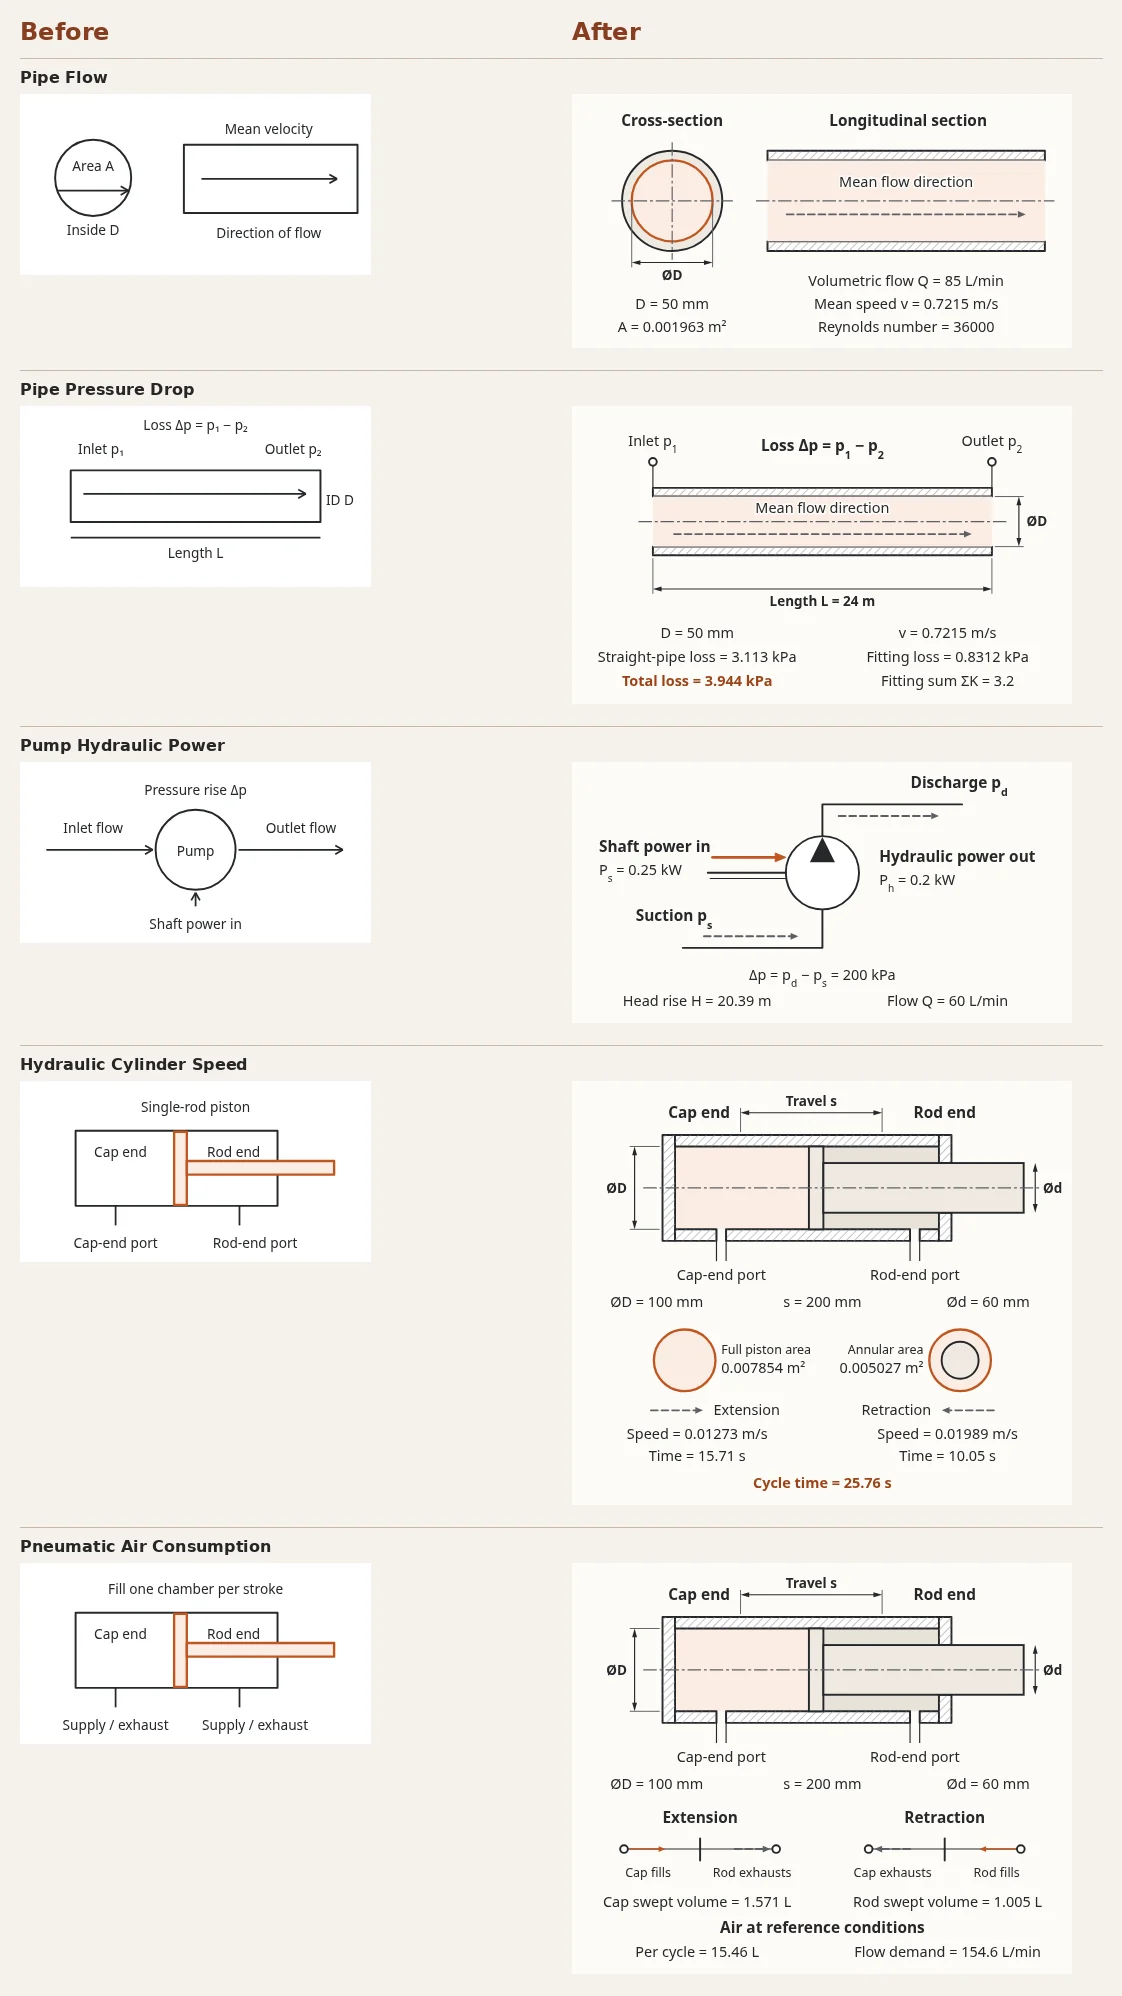 Before
After
Pipe Flow
Mean velocity
Area A
Inside D
Direction of flow
Cross-section
Longitudinal section
Mean flow direction
ØD
D = 50 mm
A = 0.001963 m²
Volumetric flow Q = 85 L/min
Mean speed v = 0.7215 m/s
Reynolds number = 36000
Pipe Pressure Drop
Loss Δp = p₁ − p₂
Inlet p₁
Outlet p₂
ID D
Length L
Inlet p₁
Loss Δp = p₁ − p₂
Outlet p₂
Mean flow direction
ØD
Length L = 24 m
D = 50 mm
v = 0.7215 m/s
Straight-pipe loss = 3.113 kPa
Fitting loss = 0.8312 kPa
Total loss = 3.944 kPa
Fitting sum ΣK = 3.2
Pump Hydraulic Power
Pressure rise Δp
Inlet flow
Outlet flow
Pump
Shaft power in
Discharge p_d
Shaft power in
P_s = 0.25 kW
Hydraulic power out
P_h = 0.2 kW
Suction p_s
Δp = p_d − p_s = 200 kPa
Head rise H = 20.39 m
Flow Q = 60 L/min
Hydraulic Cylinder Speed
Single-rod piston
Cap end
Rod end
Cap-end port
Rod-end port
Travel s
Cap end
Rod end
ØD
Ød
Cap-end port
Rod-end port
ØD = 100 mm
s = 200 mm
Ød = 60 mm
Full piston area
0.007854 m²
Annular area
0.005027 m²
Extension
Retraction
Speed = 0.01273 m/s
Speed = 0.01989 m/s
Time = 15.71 s
Time = 10.05 s
Cycle time = 25.76 s
Pneumatic Air Consumption
Fill one chamber per stroke
Cap end
Rod end
Supply / exhaust
Supply / exhaust
Travel s
Cap end
Rod end
ØD
Ød
Cap-end port
Rod-end port
ØD = 100 mm
s = 200 mm
Ød = 60 mm
Extension
Retraction
Cap fills
Rod exhausts
Cap exhausts
Rod fills
Cap swept volume = 1.571 L
Rod swept volume = 1.005 L
Air at reference conditions
Per cycle = 15.46 L
Flow demand = 154.6 L/min